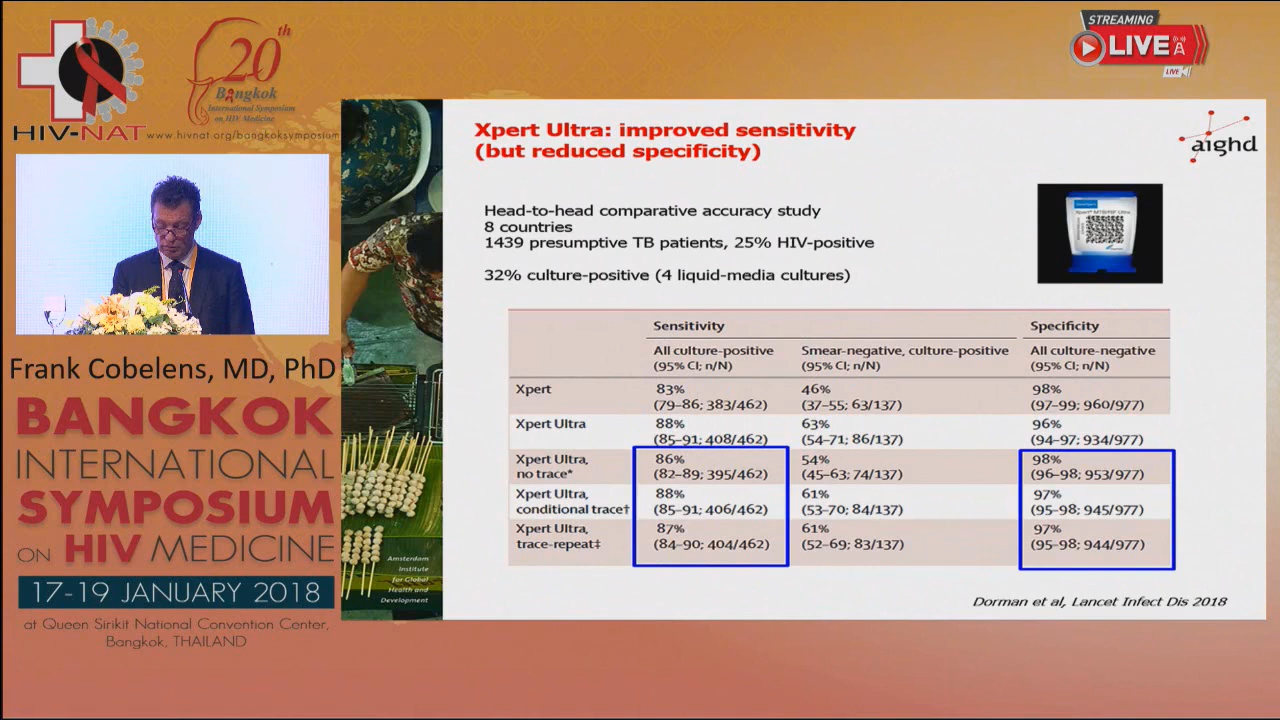 HIV-NAT
www.hivnat.org/bangkoksymposium
20th
Bangkok
International Symposium
on HIV Medicine
STREAMING
LIVE
LIVE
Frank Cobelens, MD, PhD
BANGKOK
INTERNATIONAL
SYMPOSIUM
ON HIV MEDICINE
17-19 JANUARY 2018
at Queen Sirikit National Convention Center,
Bangkok, THAILAND
Amsterdam
Institute
for Global
Health and
Development
Xpert Ultra: improved sensitivity
(but reduced specificity)
aighd
Head-to-head comparative accuracy study
8 countries
1439 presumptive TB patients, 25% HIV-positive
32% culture-positive (4 liquid-media cultures)
Sensitivity Specificity
All culture-positive Smear-negative, culture-positive All culture-negative
(95% CI; n/N) (95% CI; n/N) (95% CI; n/N)
Xpert 83% 46% 98%
(79–86; 383/462) (37–55; 63/137) (97–99; 960/977)
Xpert Ultra 88% 63% 96%
(85–91; 408/462) (54–71; 86/137) (94–97; 934/977)
Xpert Ultra, 86% 54% 98%
no trace* (82–89; 395/462) (45–63; 74/137) (96–98; 953/977)
Xpert Ultra, 88% 61% 97%
conditional trace† (85–91; 406/462) (53–70; 84/137) (95–98; 945/977)
Xpert Ultra, 87% 61% 97%
trace-repeat‡ (84–90; 404/462) (52–69; 83/137) (95–98; 944/977)
Dorman et al, Lancet Infect Dis 2018